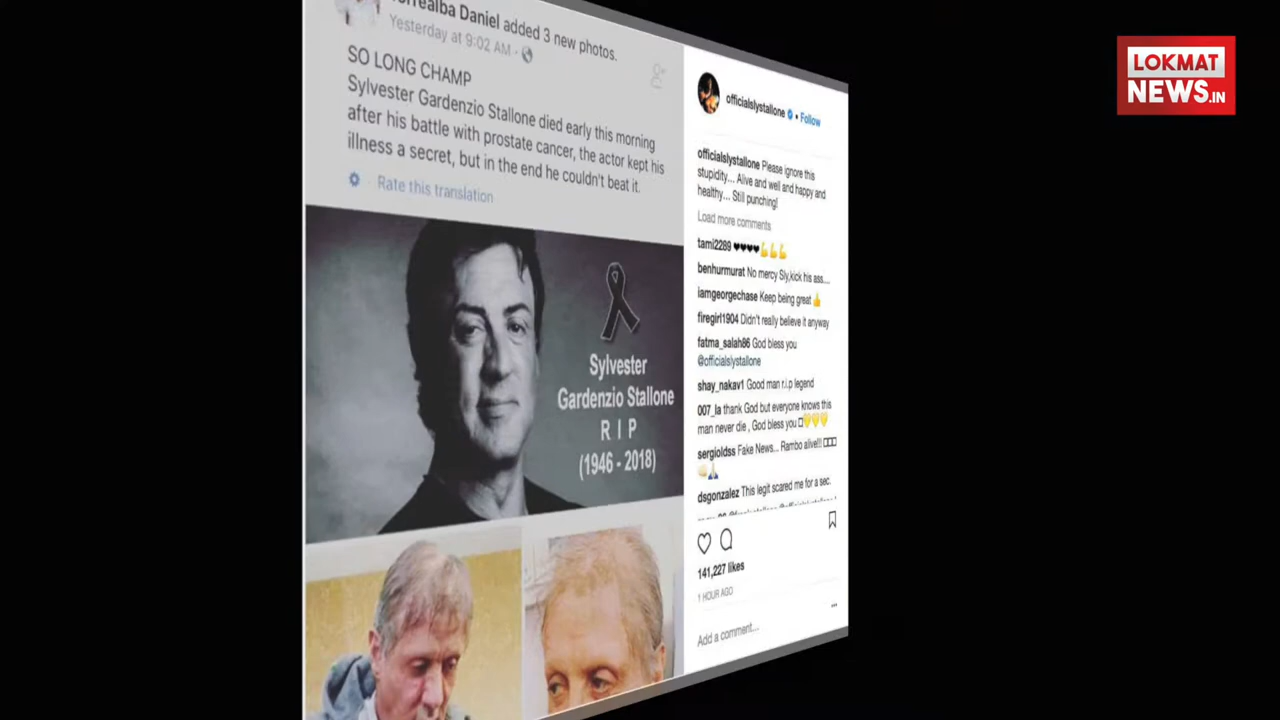 LOKMAT
NEWS.IN
Daniel added 3 new photos.
Yesterday at 9:02 AM ·
SO LONG CHAMP
Sylvester Gardenzio Stallone died early this morning
after his battle with prostate cancer, the actor kept his
illness a secret, but in the end he couldn't beat it.
Rate this translation
Sylvester
Gardenzio Stallone
R I P
(1946 - 2018)
officialslystallone • Follow
officialslystallone Please ignore this
stupidity... Alive and well and happy and
healthy... Still punching!
Load more comments
tami2289 ♥♥♥♥💪💪💪
benhurmurat No mercy Sly,kick his ass....
iamgeorgechase Keep being great 👍
firegirl1904 Didn't really believe it anyway
fatma_salah86 God bless you
@officialslystallone
shay_nakav1 Good man r.i.p legend
007_la thank God but everyone knows this
man never die , God bless you 💛💛💛
sergioldss Fake News... Rambo alive!!!
dsgonzalez This legit scared me for a sec.
141,227 likes
1 HOUR AGO
Add a comment...